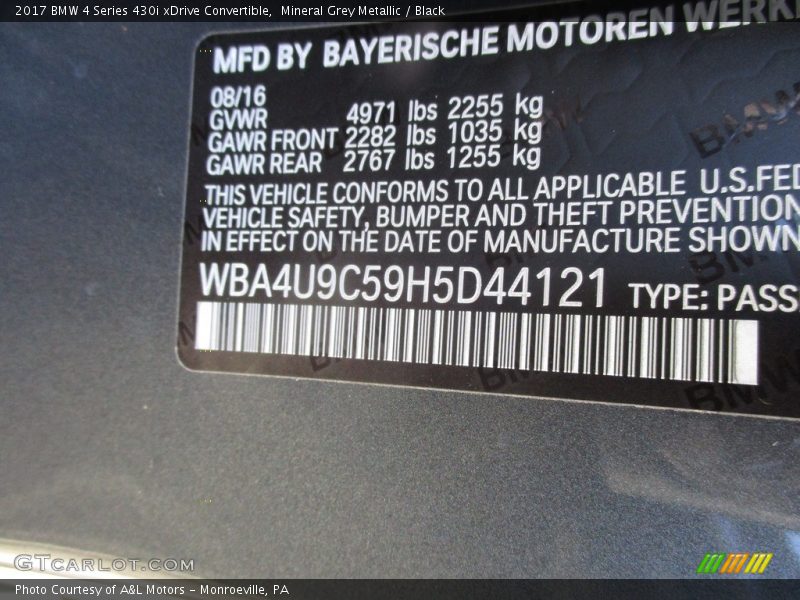 2017 BMW 4 Series 430i xDrive Convertible, Mineral Grey Metallic / Black
MFD BY BAYERISCHE MOTOREN WERK
08/16
GVWR 4971 lbs 2255 kg
GAWR FRONT 2282 lbs 1035 kg
GAWR REAR 2767 lbs 1255 kg
THIS VEHICLE CONFORMS TO ALL APPLICABLE U.S.FED
VEHICLE SAFETY, BUMPER AND THEFT PREVENTION
IN EFFECT ON THE DATE OF MANUFACTURE SHOWN
WBA4U9C59H5D44121 TYPE: PASS
GTCARLOT.COM
Photo Courtesy of A&L Motors - Monroeville, PA